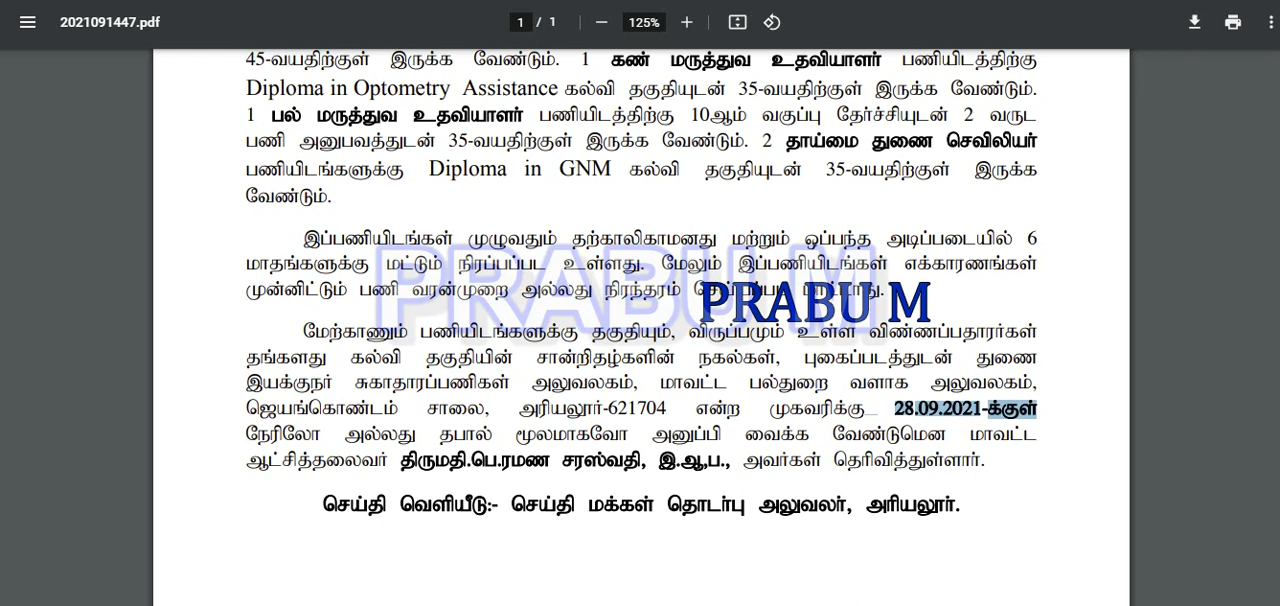 2021091447.pdf
1 / 1
125%
45-வயதிற்குள் இருக்க வேண்டும். 1 கண் மருத்துவ உதவியாளர் பணியிடத்திற்கு
Diploma in Optometry Assistance கல்வி தகுதியுடன் 35-வயதிற்குள் இருக்க வேண்டும்.
1 பல் மருத்துவ உதவியாளர் பணியிடத்திற்கு 10ஆம் வகுப்பு தேர்ச்சியுடன் 2 வருட
பணி அனுபவத்துடன் 35-வயதிற்குள் இருக்க வேண்டும். 2 தாய்மை துணை செவிலியர்
பணியிடங்களுக்கு Diploma in GNM கல்வி தகுதியுடன் 35-வயதிற்குள் இருக்க
வேண்டும்.
இப்பணியிடங்கள் முழுவதும் தற்காலிகாமனது மற்றும் ஒப்பந்த அடிப்படையில் 6
மாதங்களுக்கு மட்டும் நிரப்பப்பட உள்ளது. மேலும் இப்பணியிடங்கள் எக்காரணங்கள்
முன்னிட்டும் பணி வரன்முறை அல்லது நிரந்தரம் செய்யப்பட மாட்டாது.
PRABU M
PRABU M
மேற்காணும் பணியிடங்களுக்கு தகுதியும், விருப்பமும் உள்ள விண்ணப்பதாரர்கள்
தங்களது கல்வி தகுதியின் சான்றிதழ்களின் நகல்கள், புகைப்படத்துடன் துணை
இயக்குநர் சுகாதாரப்பணிகள் அலுவலகம், மாவட்ட பல்துறை வளாக அலுவலகம்,
ஜெயங்கொண்டம் சாலை, அரியலூர்-621704 என்ற முகவரிக்கு 28.09.2021-க்குள்
நேரிலோ அல்லது தபால் மூலமாகவோ அனுப்பி வைக்க வேண்டுமென மாவட்ட
ஆட்சித்தலைவர் திருமதி.பெ.ரமண சரஸ்வதி, இ.ஆ,ப., அவர்கள் தெரிவித்துள்ளார்.
செய்தி வெளியீடு:- செய்தி மக்கள் தொடர்பு அலுவலர், அரியலூர்.